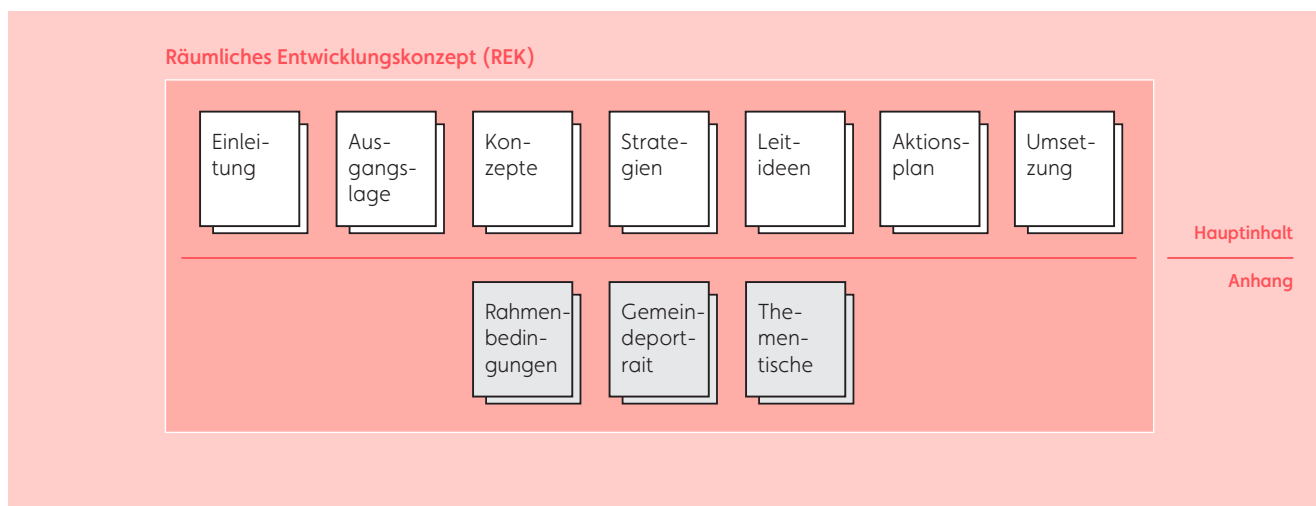 Räumliches Entwicklungskonzept (REK)
Einlei-
tung
Aus-
gangs-
lage
Kon-
zepte
Strate-
gien
Leit-
ideen
Aktions-
plan
Umset-
zung
Hauptinhalt
Anhang
Rahmen-
bedin-
gungen
Gemein-
deport-
rait
The-
men-
tische